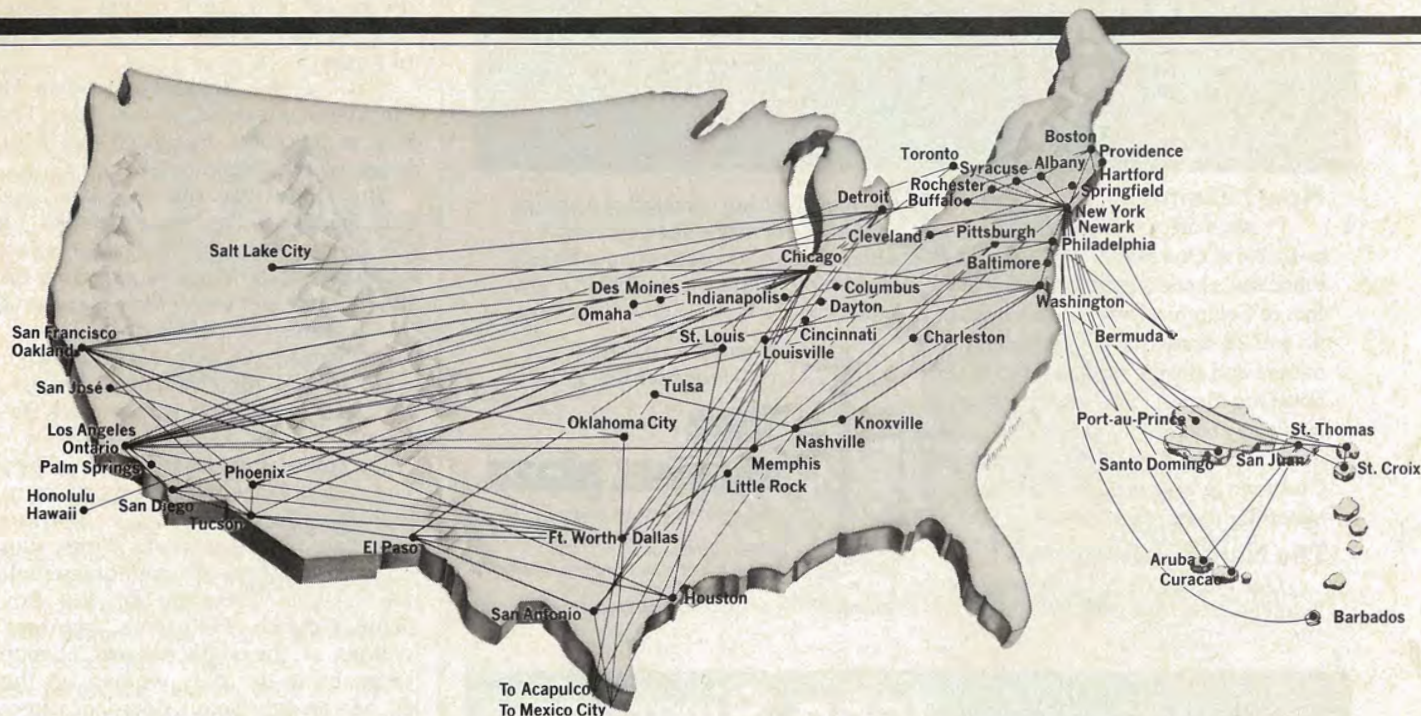 Boston
Providence
Toronto
Syracuse
Albany
Hartford
Rochester
Springfield
Buffalo
Detroit
New York
Newark
Cleveland
Pittsburgh
Philadelphia
Salt Lake City
Chicago
Baltimore
Des Moines
Indianapolis
Columbus
Omaha
Dayton
Washington
San Francisco
Oakland
St. Louis
Cincinnati
Louisville
Charleston
Bermuda
San José
Tulsa
Oklahoma City
Knoxville
Nashville
Port-au-Prince
St. Thomas
Los Angeles
Ontario
Palm Springs
Phoenix
Memphis
Santo Domingo
San Juan
St. Croix
Little Rock
Honolulu
Hawaii
San Diego
Tucson
El Paso
Ft. Worth
Dallas
Aruba
Curacao
San Antonio
Houston
Barbados
To Acapulco
To Mexico City